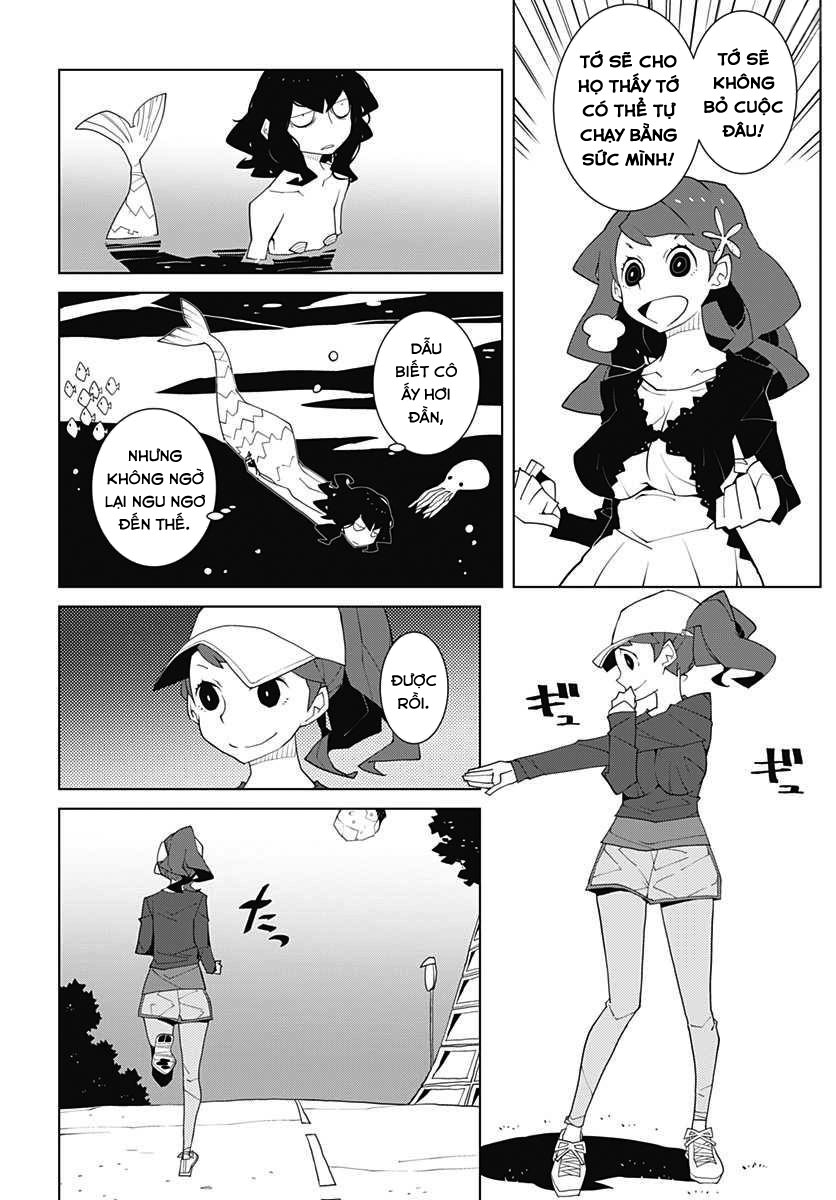 TỚ SẼ
KHÔNG
BỎ CUỘC
ĐÂU!
TỚ SẼ CHO
HỌ THẤY TỚ
CÓ THỂ TỰ
CHẠY BẰNG
SỨC MÌNH!
DẪU
BIẾT CÔ
ẤY HƠI
ĐẦN,
NHƯNG
KHÔNG NGỜ
LẠI NGU NGƠ
ĐẾN THẾ.
ĐƯỢC
RỒI.
ギュ
ギュ
たっ